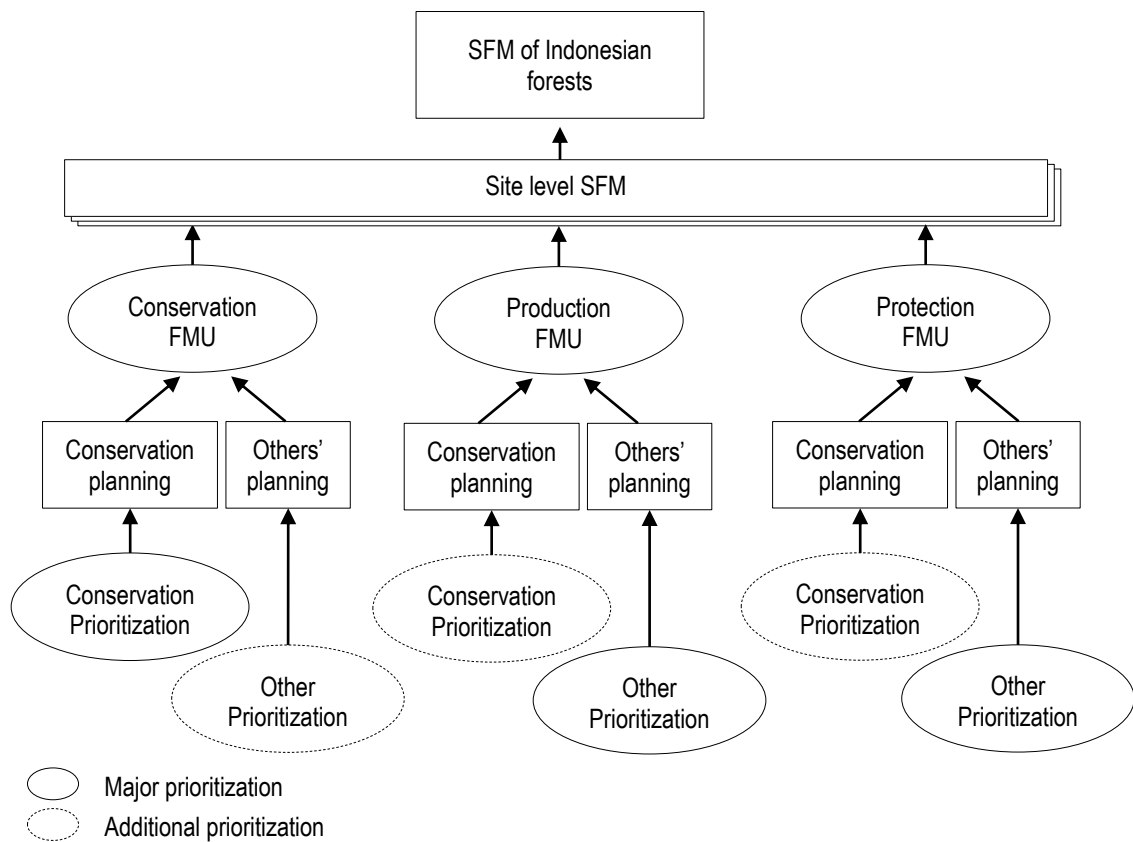 SFM of Indonesian
forests
Site level SFM
Conservation
FMU
Production
FMU
Protection
FMU
Conservation
planning
Others'
planning
Conservation
planning
Others'
planning
Conservation
planning
Others'
planning
Conservation
Prioritization
Other
Prioritization
Conservation
Prioritization
Other
Prioritization
Conservation
Prioritization
Other
Prioritization
Major prioritization
Additional prioritization